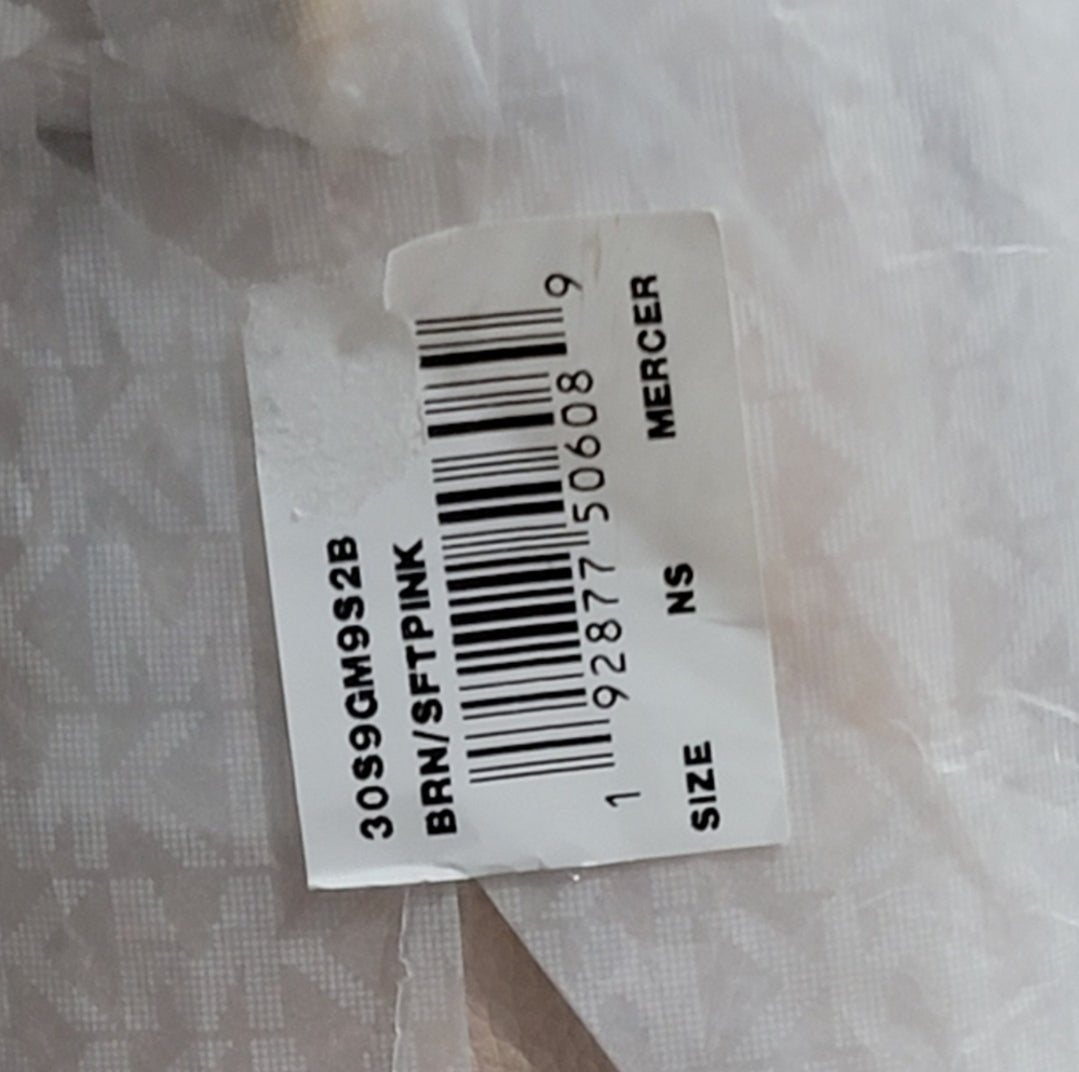 30S9GM9S2B
BRN/SFTPINK
1 92877 50608 9
SIZE NS MERCER